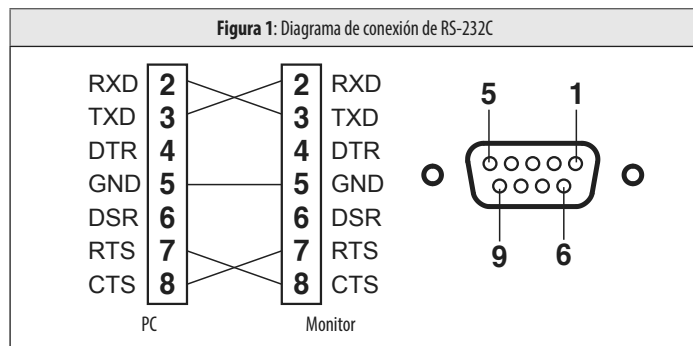 Figura 1: Diagrama de conexión de RS-232C
RXD 2 2 RXD
TXD 3 3 TXD
DTR 4 4 DTR
GND 5 5 GND
DSR 6 6 DSR
RTS 7 7 RTS
CTS 8 8 CTS
PC Monitor
5 1
9 6